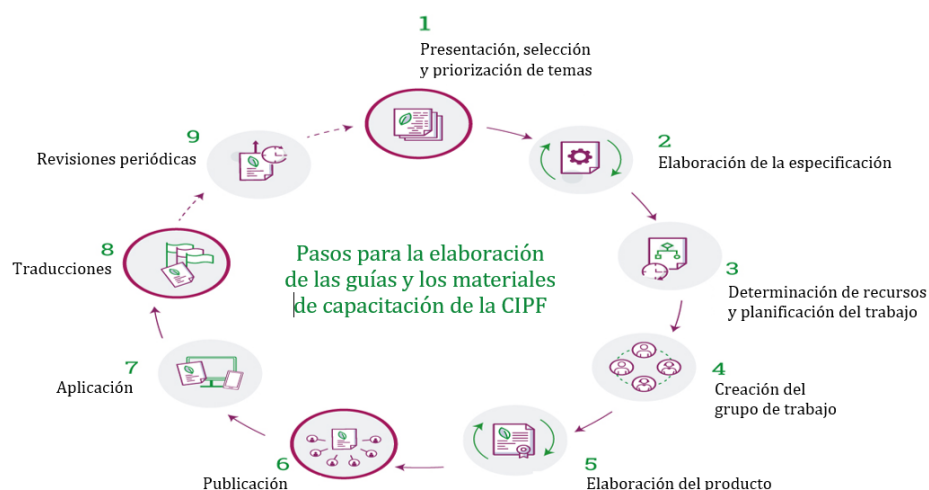 1
Presentación, selección
y priorización de temas
2
Elaboración de la especificación
3
Determinación de recursos
y planificación del trabajo
4
Creación del
grupo de trabajo
5
Elaboración del producto
6
Publicación
7
Aplicación
8
Traducciones
9
Revisiones periódicas
Pasos para la elaboración
de las guías y los materiales
de capacitación de la CIPF